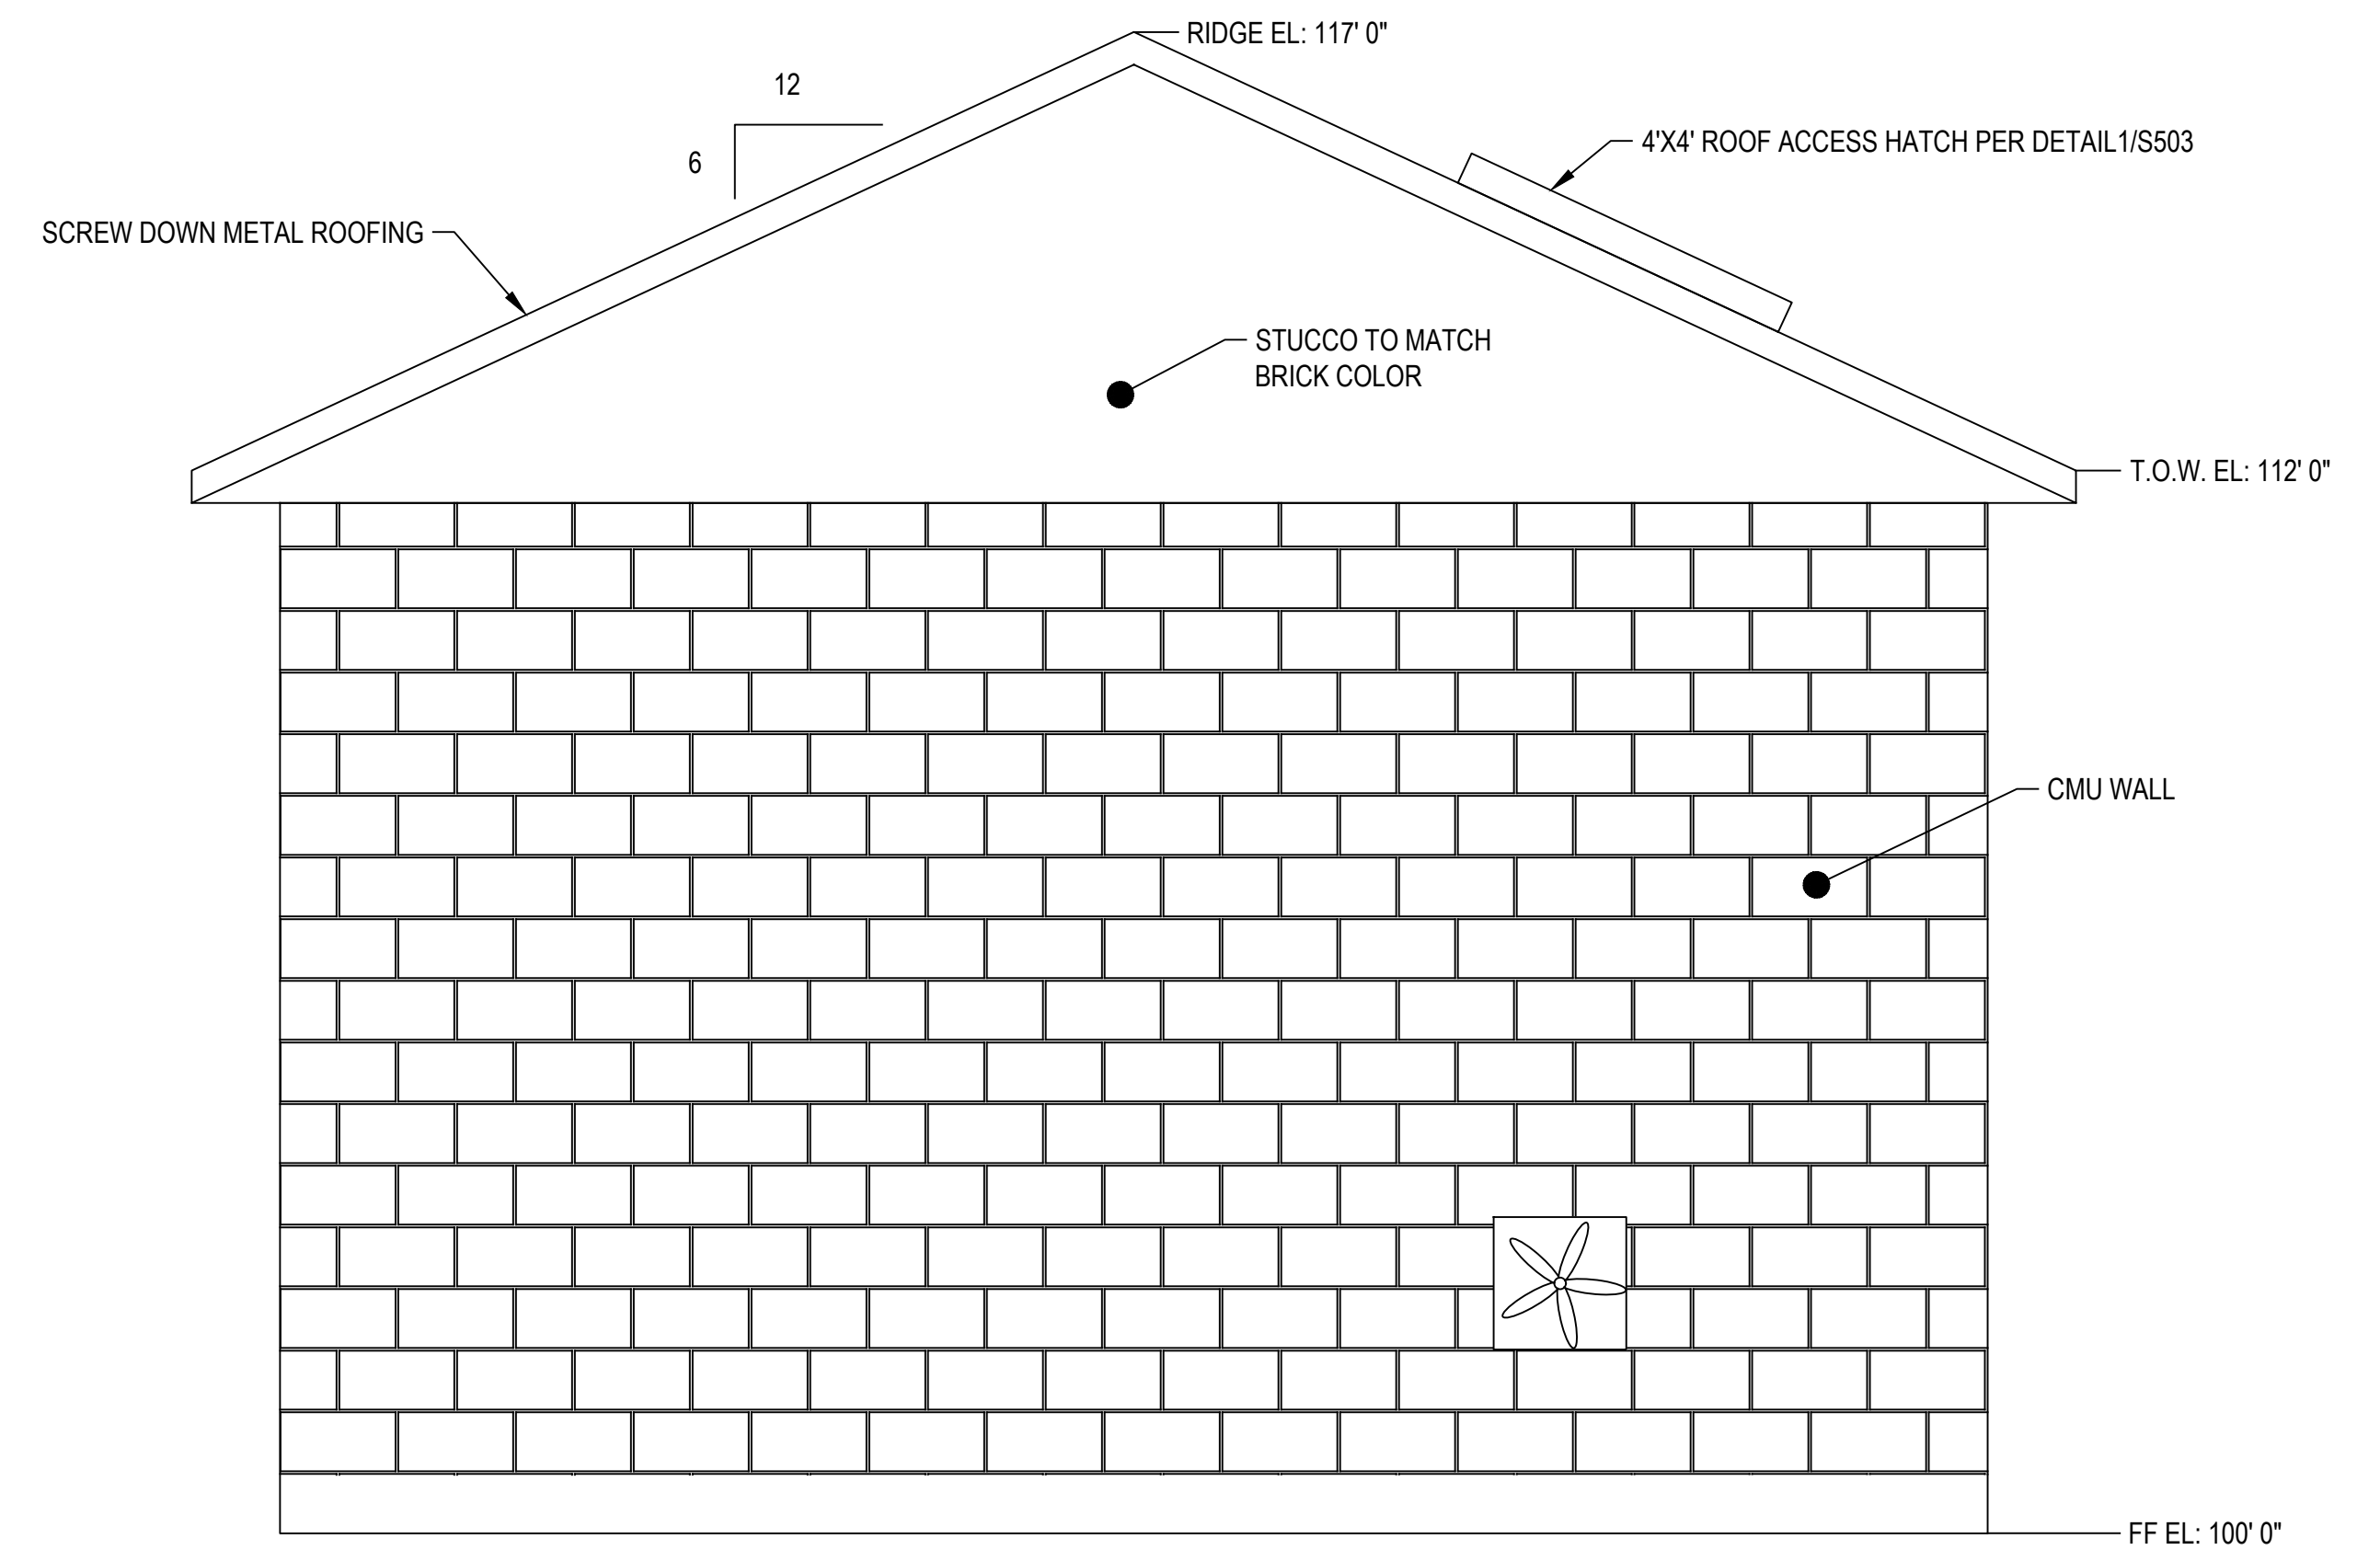 RIDGE EL: 117' 0"
12
6
4'X4' ROOF ACCESS HATCH PER DETAIL1/S503
SCREW DOWN METAL ROOFING
STUCCO TO MATCH
BRICK COLOR
T.O.W. EL: 112' 0"
CMU WALL
FF EL: 100' 0"